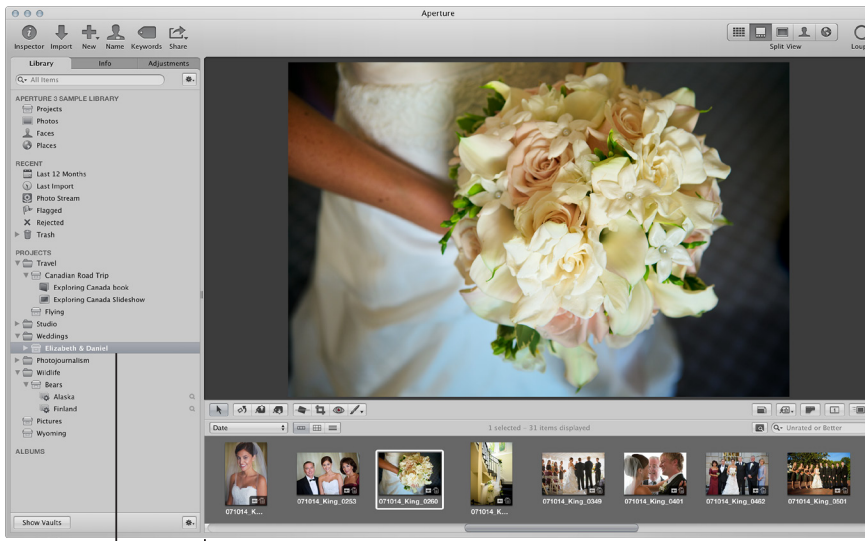 Aperture
Inspector Import New Name Keywords Share
Split View
Loup
Library Info Adjustments
All Items
APERTURE 3 SAMPLE LIBRARY
Projects
Photos
Faces
Places
RECENT
Last 12 Months
Last Import
Photo Stream
Flagged
Rejected
Trash
PROJECTS
Travel
Canadian Road Trip
Exploring Canada book
Exploring Canada Slideshow
Flying
Studio
Weddings
Elizabeth & Daniel
Photojournalism
Wildlife
Bears
Alaska
Finland
Pictures
Wyoming
ALBUMS
Show Vaults
Date
1 selected - 31 items displayed
Unrated or Better
071014_K...
071014_King_0253
071014_King_0260
071014_K...
071014_King_0349
071014_King_0401
071014_King_0462
071014_King_0501